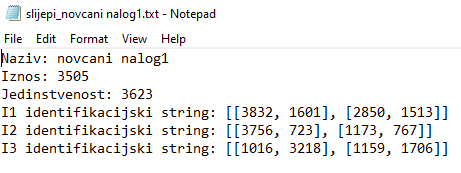 slijepi_novcani nalog1.txt - Notepad
File Edit Format View Help
Naziv: novcani nalog1
Iznos: 3505
Jedinstvenost: 3623
I1 identifikacijski string: [[3832, 1601], [2850, 1513]]
I2 identifikacijski string: [[3756, 723], [1173, 767]]
I3 identifikacijski string: [[1016, 3218], [1159, 1706]]